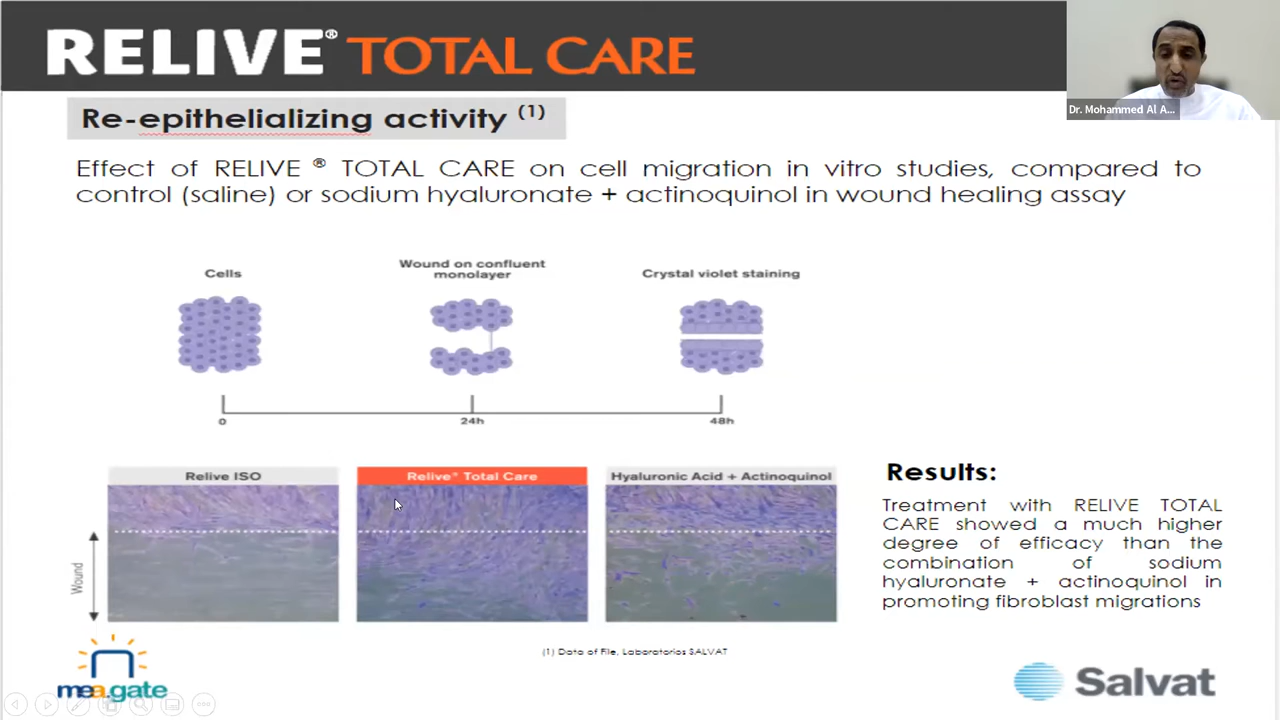 RELIVE® TOTAL CARE
Dr. Mohammed Al A...
Re-epithelializing activity (1)
Effect of RELIVE ® TOTAL CARE on cell migration in vitro studies, compared to
control (saline) or sodium hyaluronate + actinoquinol in wound healing assay
Cells
Wound on confluent
monolayer
Crystal violet staining
0
24h
48h
Relive ISO
Relive® Total Care
Hyaluronic Acid + Actinoquinol
Wound
Results:
Treatment with RELIVE TOTAL
CARE showed a much higher
degree of efficacy than the
combination of sodium
hyaluronate + actinoquinol in
promoting fibroblast migrations
(1) Data of File, Laboratorios SALVAT
mea.gate
Salvat